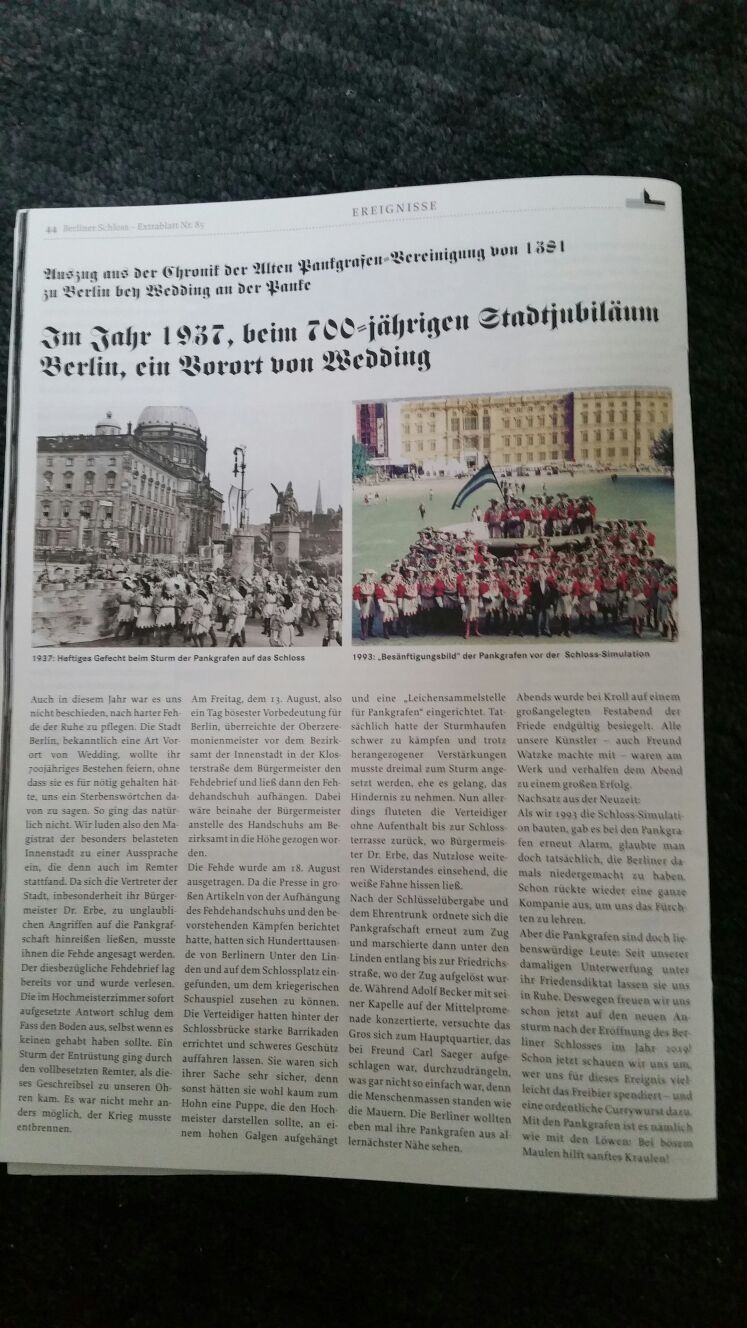 44 Berliner Schloss – Extrablatt Nr. 85
EREIGNISSE
Auszug aus der Chronik der Alten Pankgrafen-Vereinigung von 1381
zu Berlin bey Wedding an der Panke
Im Jahr 1937, beim 700-jährigen Stadtjubiläum
Berlin, ein Vorort von Wedding
1937: Heftiges Gefecht beim Sturm der Pankgrafen auf das Schloss
1993: „Besänftigungsbild" der Pankgrafen vor der Schloss-Simulation
Auch in diesem Jahr war es uns
nicht beschieden, nach harter Feh-
de der Ruhe zu pflegen. Die Stadt
Berlin, bekanntlich eine Art Vor-
ort von Wedding, wollte ihr
700jähriges Bestehen feiern, ohne
dass sie es für nötig gehalten hät-
te, uns ein Sterbenswörtchen da-
von zu sagen. So ging das natür-
lich nicht. Wir luden also den Ma-
gistrat der besonders belasteten
Innenstadt zu einer Aussprache
ein, die denn auch im Remter
stattfand. Da sich die Vertreter der
Stadt, insbesonderheit ihr Bürger-
meister Dr. Erbe, zu unglaubli-
chen Angriffen auf die Pankgraf-
schaft hinreißen ließen, musste
ihnen die Fehde angesagt werden.
Der diesbezügliche Fehdebrief lag
bereits vor und wurde verlesen.
Die im Hochmeisterzimmer sofort
aufgesetzte Antwort schlug dem
Fass den Boden aus, selbst wenn es
keinen gehabt haben sollte. Ein
Sturm der Entrüstung ging durch
den vollbesetzten Remter, als die-
ses Geschreibsel zu unseren Oh-
ren kam. Es war nicht mehr an-
ders möglich, der Krieg musste
entbrennen.
Am Freitag, dem 13. August, also
ein Tag bösester Vorbedeutung für
Berlin, überreichte der Oberzere-
monienmeister vor dem Bezirk-
samt der Innenstadt in der Klos-
terstraße dem Bürgermeister den
Fehdebrief und ließ dann den Feh-
dehandschuh aufhängen. Dabei
wäre beinahe der Bürgermeister
anstelle des Handschuhs am Be-
zirksamt in die Höhe gezogen wor-
den.
Die Fehde wurde am 18. August
ausgetragen. Da die Presse in gro-
ßen Artikeln von der Aufhängung
des Fehdehandschuhs und den be-
vorstehenden Kämpfen berichtet
hatte, hatten sich Hunderttausen-
de von Berlinern Unter den Lin-
den und auf dem Schlossplatz ein-
gefunden, um dem kriegerischen
Schauspiel zusehen zu können.
Die Verteidiger hatten hinter der
Schlossbrücke starke Barrikaden
errichtet und schweres Geschütz
auffahren lassen. Sie waren sich
ihrer Sache sehr sicher, denn
sonst hätten sie wohl kaum zum
Hohn eine Puppe, die den Hoch-
meister darstellen sollte, an ei-
nem hohen Galgen aufgehängt
und eine „Leichensammelstelle
für Pankgrafen" eingerichtet. Tat-
sächlich hatte der Sturmhaufen
schwer zu kämpfen und trotz
herangezogener Verstärkungen
musste dreimal zum Sturm ange-
setzt werden, ehe es gelang, das
Hindernis zu nehmen. Nun aller-
dings fluteten die Verteidiger
ohne Aufenthalt bis zur Schloss-
terrasse zurück, wo Bürgermeis-
ter Dr. Erbe, das Nutzlose weite-
ren Widerstandes einsehend, die
weiße Fahne hissen ließ.
Nach der Schlüsselübergabe und
dem Ehrentrunk ordnete sich die
Pankgrafschaft erneut zum Zug
und marschierte dann unter den
Linden entlang bis zur Friedrichs-
straße, wo der Zug aufgelöst wur-
de. Während Adolf Becker mit sei-
ner Kapelle auf der Mittelprome-
nade konzertierte, versuchte das
Gros sich zum Hauptquartier, das
bei Freund Carl Saeger aufge-
schlagen war, durchzudrängeln,
was gar nicht so einfach war, denn
die Menschenmassen standen wie
die Mauern. Die Berliner wollten
eben mal ihre Pankgrafen aus al-
lernächster Nähe sehen.
Abends wurde bei Kroll auf einem
großangelegten Festabend der
Friede endgültig besiegelt. Alle
unsere Künstler – auch Freund
Watzke machte mit – waren am
Werk und verhalfen dem Abend
zu einem großen Erfolg.
Nachsatz aus der Neuzeit:
Als wir 1993 die Schloss-Simulati-
on bauten, gab es bei den Pankgra-
fen erneut Alarm, glaubte man
doch tatsächlich, die Berliner da-
mals niedergemacht zu haben.
Schon rückte wieder eine ganze
Kompanie aus, um uns das Fürch-
ten zu lehren.
Aber die Pankgrafen sind doch lie-
benswürdige Leute: Seit unserer
damaligen Unterwerfung unter
ihr Friedensdiktat lassen sie uns
in Ruhe. Deswegen freuen wir uns
schon jetzt auf den neuen An-
sturm nach der Eröffnung des Ber-
liner Schlosses im Jahr 2019!
Schon jetzt schauen wir uns um,
wer uns für dieses Ereignis viel-
leicht das Freibier spendiert – und
eine ordentliche Currywurst dazu.
Mit den Pankgrafen ist es nämlich
wie mit den Löwen: Bei bösem
Maulen hilft sanftes Kraulen!